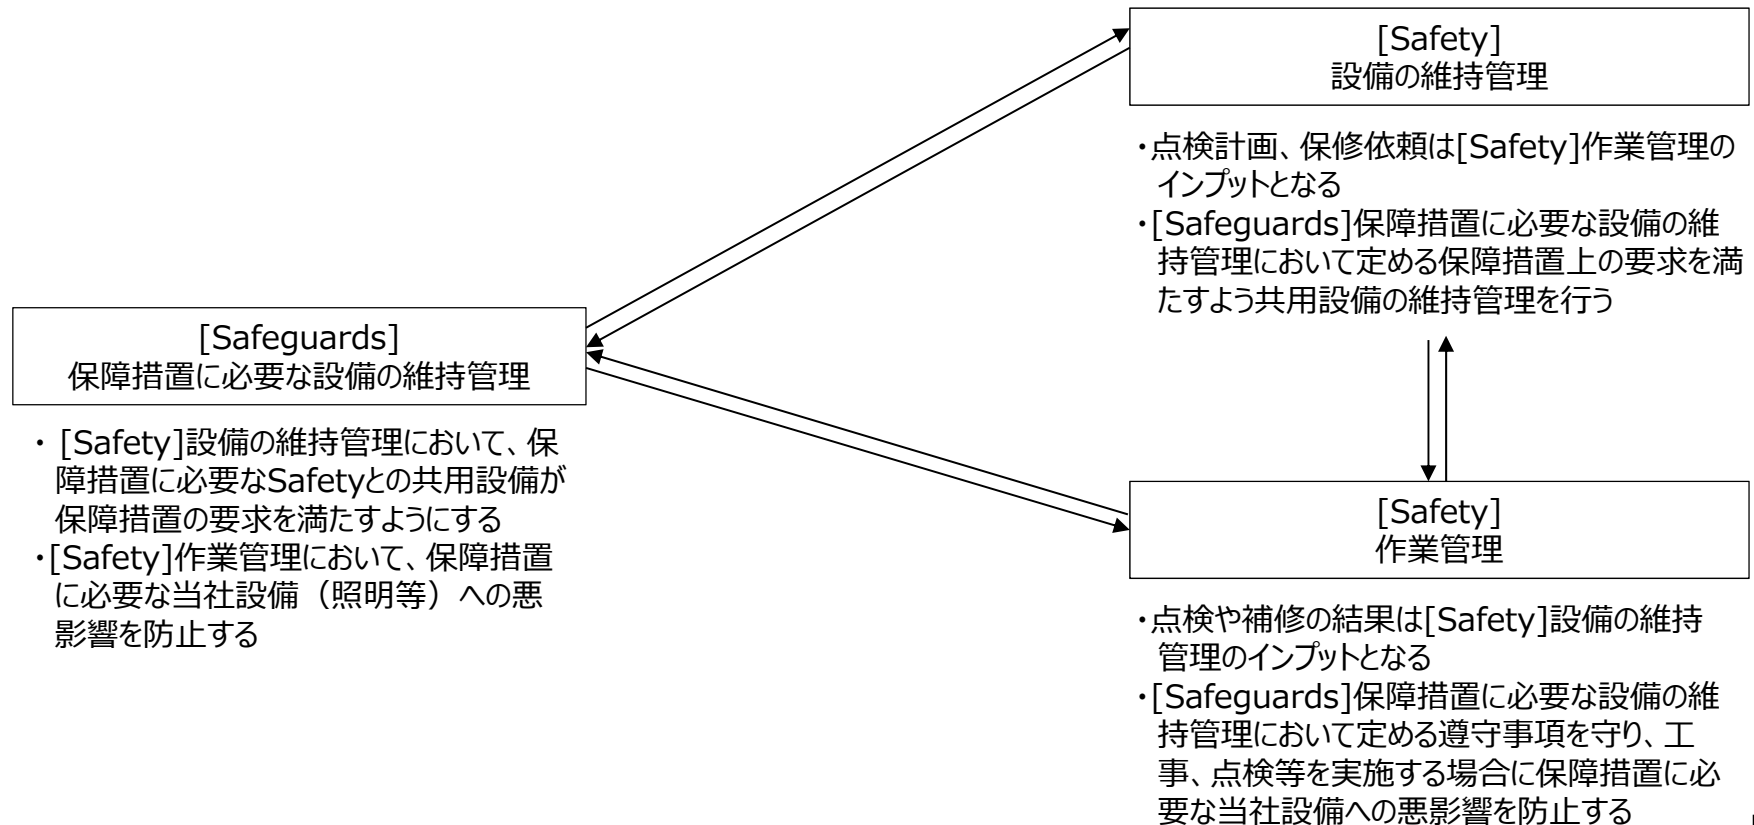 [Safety]
設備の維持管理
・点検計画、保修依頼は[Safety]作業管理の
インプットとなる
・[Safeguards]保障措置に必要な設備の維
持管理において定める保障措置上の要求を満
たすよう共用設備の維持管理を行う
[Safeguards]
保障措置に必要な設備の維持管理
・ [Safety]設備の維持管理において、保
障措置に必要なSafetyとの共用設備が
保障措置の要求を満たすようにする
・[Safety]作業管理において、保障措置
に必要な当社設備（照明等）への悪
影響を防止する
[Safety]
作業管理
・点検や補修の結果は[Safety]設備の維持
管理のインプットとなる
・[Safeguards]保障措置に必要な設備の維
持管理において定める遵守事項を守り、工
事、点検等を実施する場合に保障措置に必
要な当社設備への悪影響を防止する